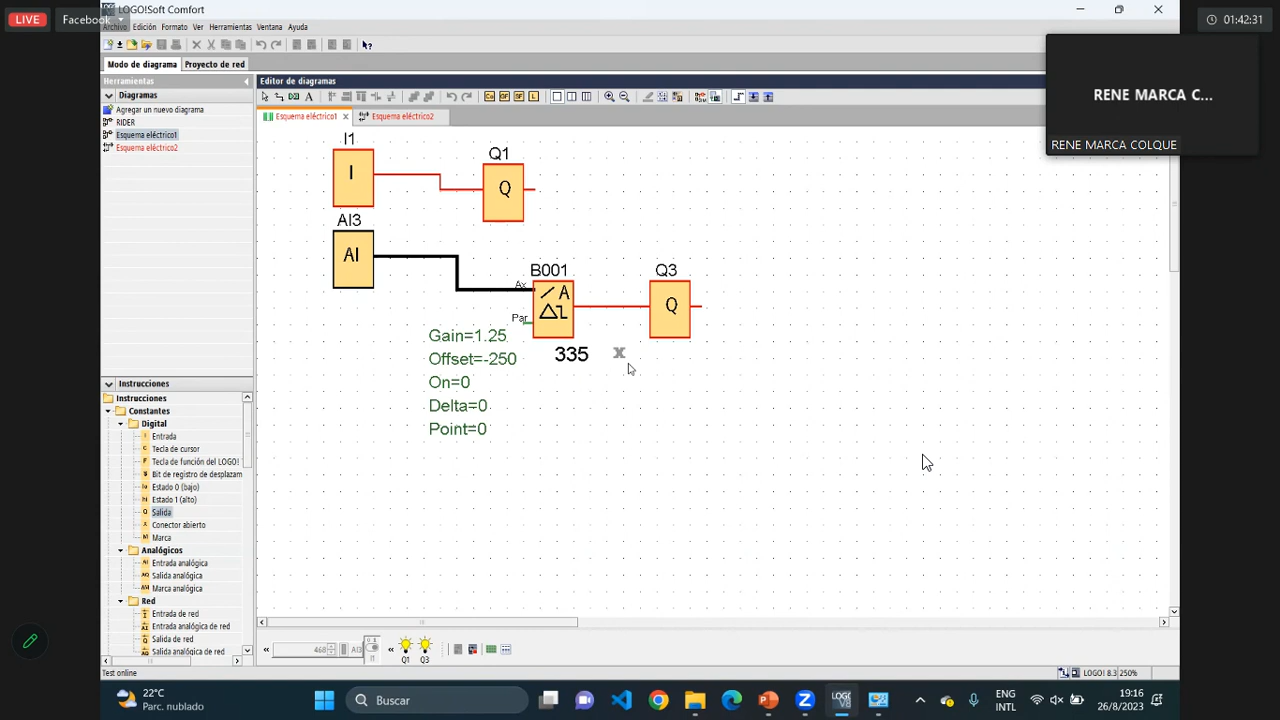 LIVE
Facebook
LOGO!Soft Comfort
01:42:31
Archivo Edición Formato Ver Herramientas Ventana Ayuda
Modo de diagrama
Proyecto de red
RENE MARCA C...
RENE MARCA COLQUE
Herramientas
Editor de diagramas
Diagramas
Agregar un nuevo diagrama
RIDER
Esquema eléctrico1
Esquema eléctrico2
Esquema eléctrico1
Esquema eléctrico2
I1
I
Q1
Q
AI3
AI
B001
Ax
A
Par
Q3
Q
Gain=1.25
Offset=-250
On=0
Delta=0
Point=0
335
x
Instrucciones
Instrucciones
Constantes
Digital
Entrada
Tecla de cursor
Tecla de función del LOGO!
Bit de registro de desplazam
Estado 0 (bajo)
Estado 1 (alto)
Salida
Conector abierto
Marca
Analógicos
Entrada analógica
Salida analógica
Marca analógica
Red
Entrada de red
Entrada analógica de red
Salida de red
Salida analógica de red
468
AI3
I1
Q1
Q3
Test online
LOGO! 8.3
250%
22°C
Parc. nublado
Buscar
ENG
INTL
19:16
26/8/2023